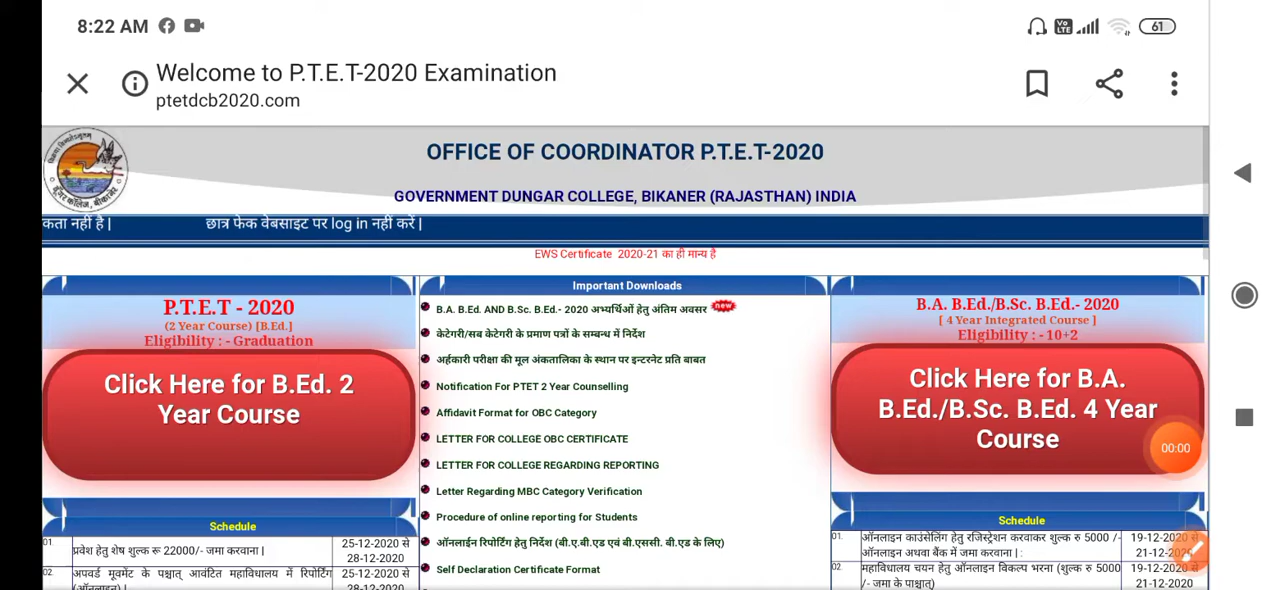 8:22 AM
Vo LTE
61
Welcome to P.T.E.T-2020 Examination
ptetdcb2020.com
OFFICE OF COORDINATOR P.T.E.T-2020
GOVERNMENT DUNGAR COLLEGE, BIKANER (RAJASTHAN) INDIA
कता नहीं है | छात्र फेक वेबसाइट पर log in नहीं करें |
EWS Certificate 2020-21 का ही मान्य है
P.T.E.T - 2020
(2 Year Course) [B.Ed.]
Eligibility : - Graduation
Click Here for B.Ed. 2
Year Course
Schedule
01. प्रवेश हेतु शेष शुल्क रू 22000/- जमा करवाना | 25-12-2020 से
28-12-2020
02. अपवर्ड मूवमेंट के पश्चात् आवंटित महाविद्यालय में रिपोर्टिंग 25-12-2020 से
(ऑनलाइन) | 28-12-2020
Important Downloads
B.A. B.Ed AND B.Sc. B.Ed.- 2020 अभ्यर्थिओं हेतु अंतिम अवसर new
केटेगरी/सब केटेगरी के प्रमाण पत्रों के सम्बन्ध में निर्देश
अर्हकारी परीक्षा की मूल अंकतालिका के स्थान पर इन्टरनेट प्रति बाबत
Notification For PTET 2 Year Counselling
Affidavit Format for OBC Category
LETTER FOR COLLEGE OBC CERTIFICATE
LETTER FOR COLLEGE REGARDING REPORTING
Letter Regarding MBC Category Verification
Procedure of online reporting for Students
ऑनलाईन रिपोर्टिंग हेतु निर्देश (बी.ए.बी.एड एवं बी.एससी. बी.एड के लिए)
Self Declaration Certificate Format
B.A. B.Ed./B.Sc. B.Ed.- 2020
[ 4 Year Integrated Course ]
Eligibility : - 10+2
Click Here for B.A.
B.Ed./B.Sc. B.Ed. 4 Year
Course
00:00
Schedule
01. ऑनलाइन काउंसेलिंग हेतु रजिस्ट्रेशन करवाकर शुल्क रु 5000 /- 19-12-2020 से
ऑनलाइन अथवा बैंक में जमा करवाना | : 21-12-2020
02. महाविद्यालय चयन हेतु ऑनलाइन विकल्प भरना (शुल्क रु 5000 19-12-2020 से
/- जमा के पाश्चात्) 21-12-2020